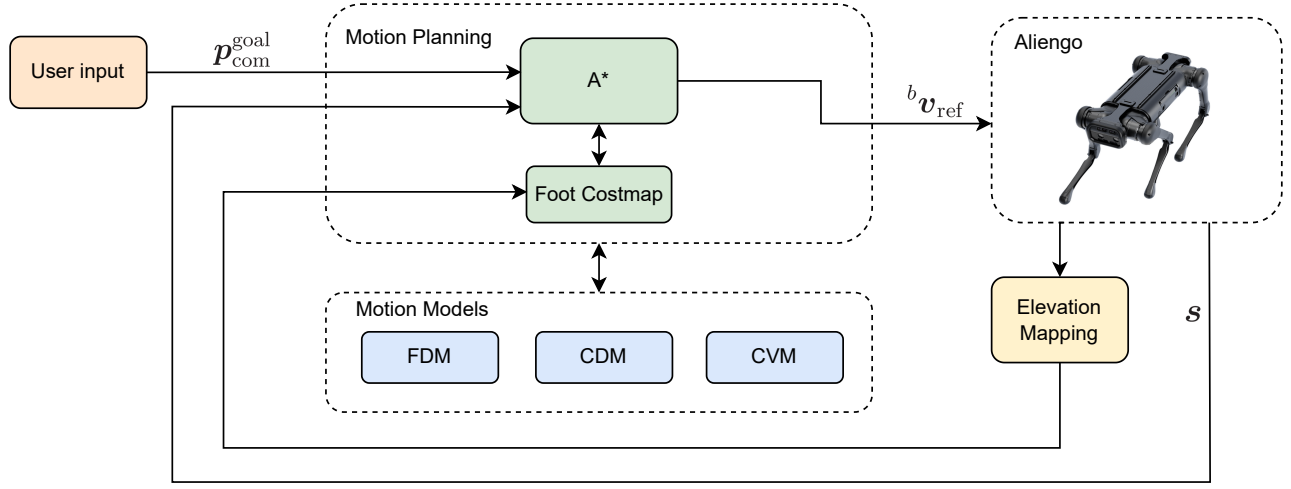 User input
p_com^goal
Motion Planning
A*
Foot Costmap
^b v_ref
Aliengo
Elevation
Mapping
s
Motion Models
FDM
CDM
CVM